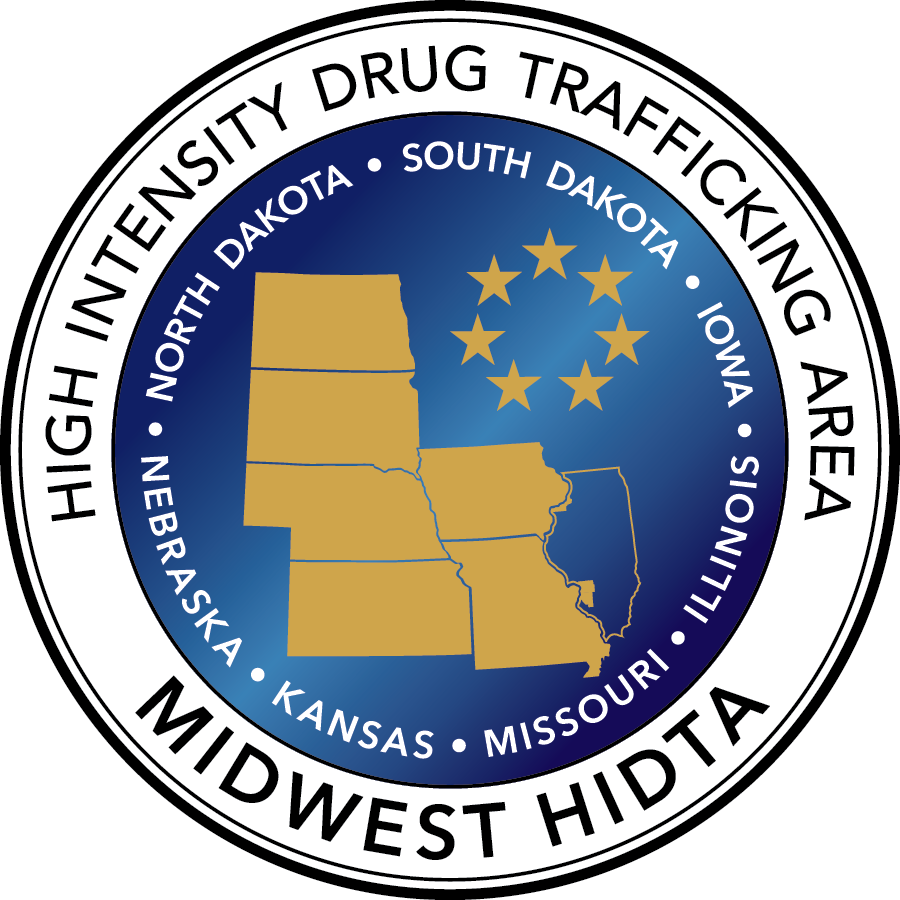 HIGH INTENSITY DRUG TRAFFICKING AREA
NORTH DAKOTA • SOUTH DAKOTA • IOWA • ILLINOIS • MISSOURI • KANSAS • NEBRASKA •
MIDWEST HIDTA